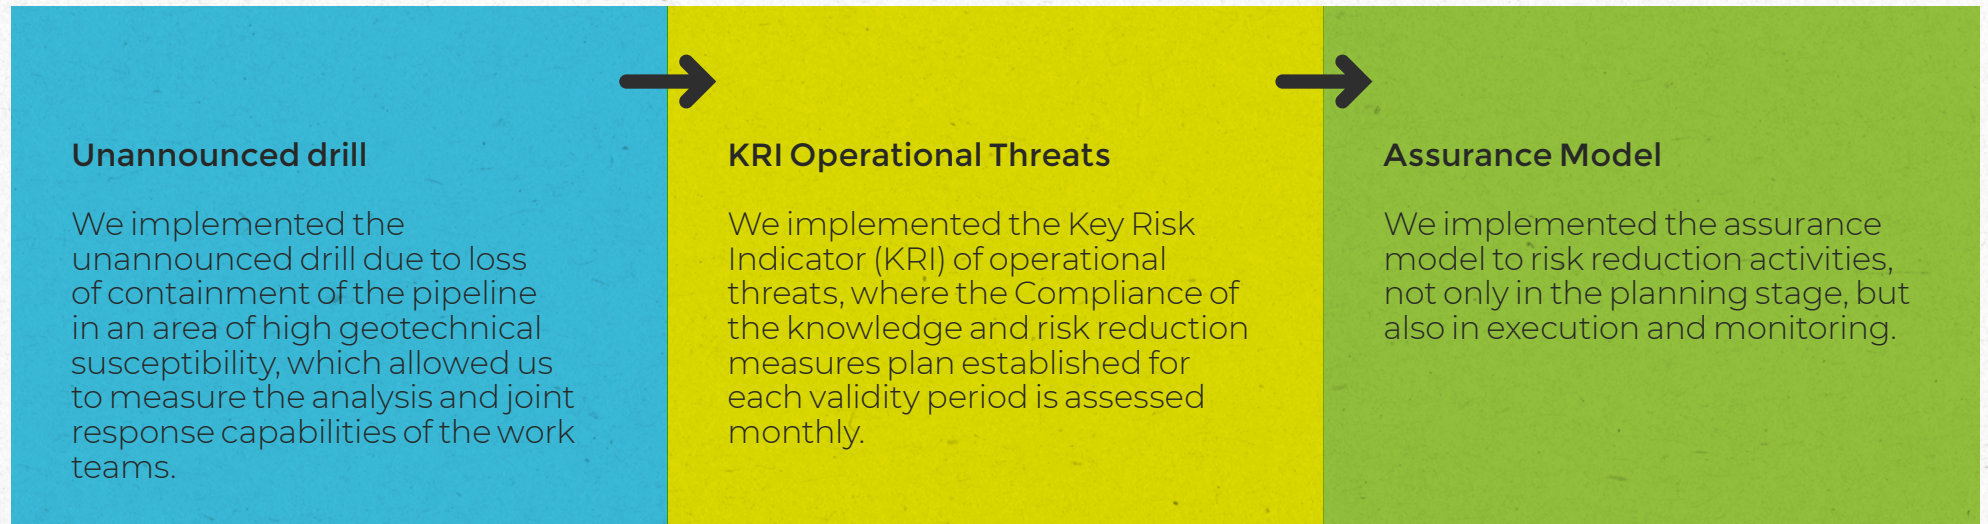 Unannounced drill
We implemented the
unannounced drill due to loss
of containment of the pipeline
in an area of high geotechnical
susceptibility, which allowed us
to measure the analysis and joint
response capabilities of the work
teams.
KRI Operational Threats
We implemented the Key Risk
Indicator (KRI) of operational
threats, where the Compliance of
the knowledge and risk reduction
measures plan established for
each validity period is assessed
monthly.
Assurance Model
We implemented the assurance
model to risk reduction activities,
not only in the planning stage, but
also in execution and monitoring.